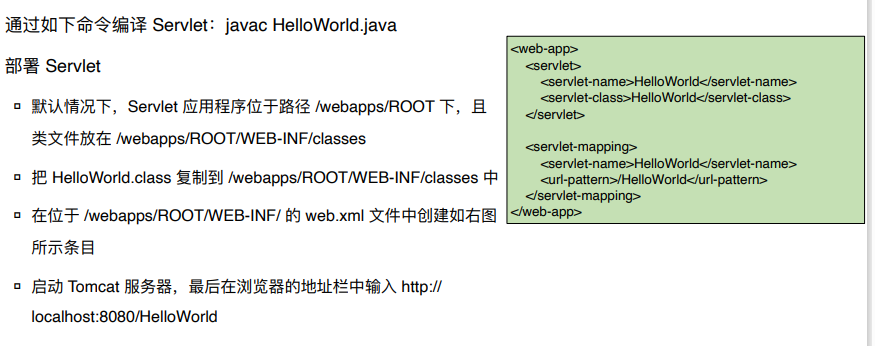 通过如下命令编译 Servlet：javac HelloWorld.java
部署 Servlet
默认情况下，Servlet 应用程序位于路径 /webapps/ROOT 下，且
类文件放在 /webapps/ROOT/WEB-INF/classes
把 HelloWorld.class 复制到 /webapps/ROOT/WEB-INF/classes 中
在位于 /webapps/ROOT/WEB-INF/ 的 web.xml 文件中创建如右图
所示条目
启动 Tomcat 服务器，最后在浏览器的地址栏中输入 http://
localhost:8080/HelloWorld
<web-app>
<servlet>
<servlet-name>HelloWorld</servlet-name>
<servlet-class>HelloWorld</servlet-class>
</servlet>
<servlet-mapping>
<servlet-name>HelloWorld</servlet-name>
<url-pattern>/HelloWorld</url-pattern>
</servlet-mapping>
</web-app>